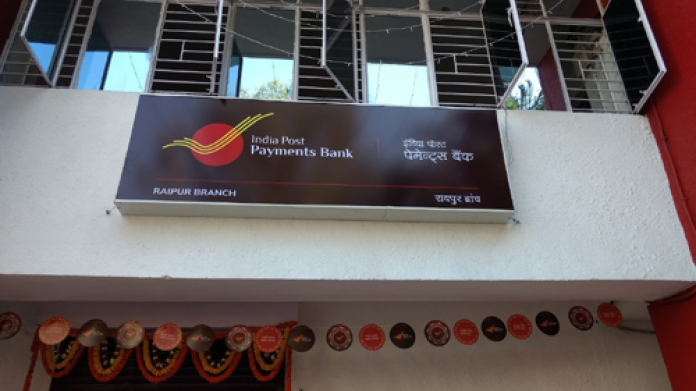 India Post
Payments Bank
इंडिया पोस्ट
पेमेन्ट्स बैंक
RAIPUR BRANCH
रायपुर ब्रांच